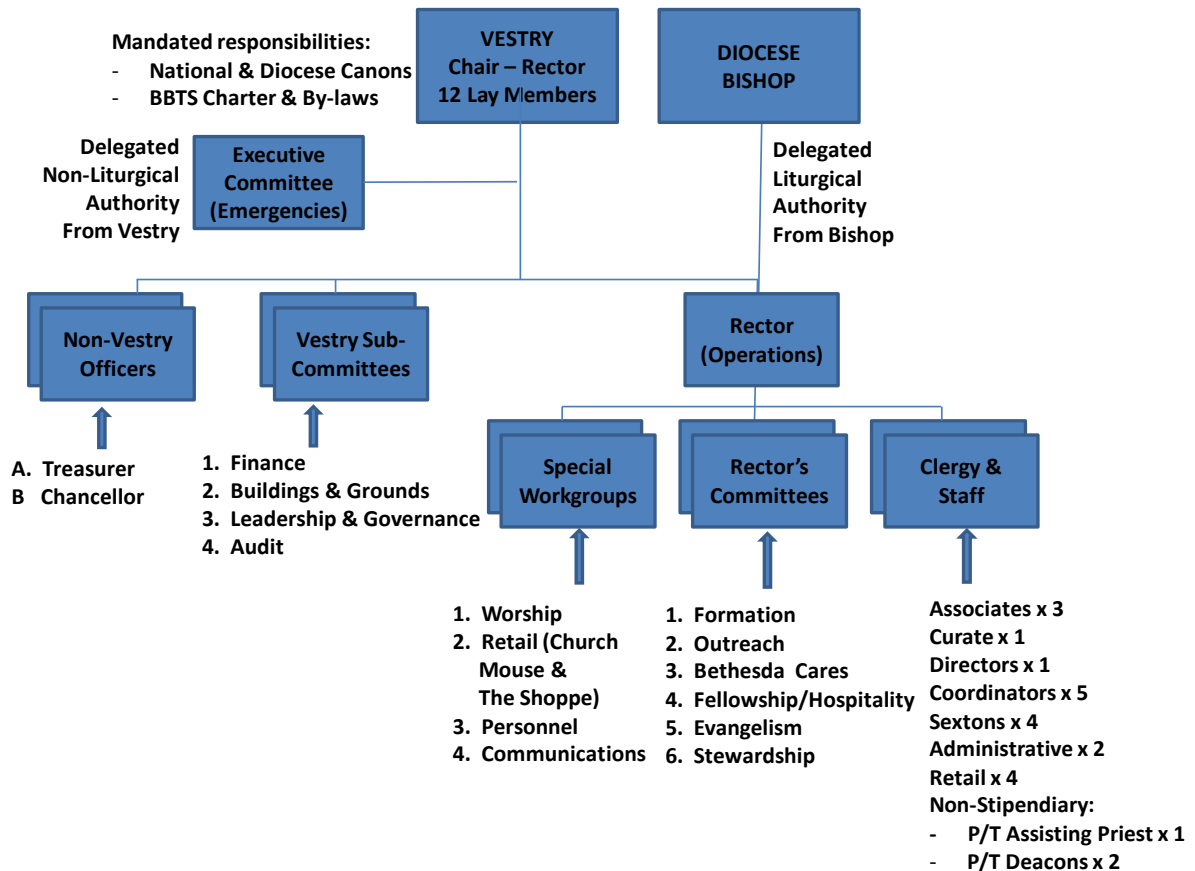 Mandated responsibilities:
- National & Diocese Canons
- BBTS Charter & By-laws
VESTRY
Chair – Rector
12 Lay Members
DIOCESE
BISHOP
Delegated
Non-Liturgical
Authority
From Vestry
Executive
Committee
(Emergencies)
Delegated
Liturgical
Authority
From Bishop
Non-Vestry
Officers
Vestry Sub-
Committees
Rector
(Operations)
A. Treasurer
B Chancellor
1. Finance
2. Buildings & Grounds
3. Leadership & Governance
4. Audit
Special
Workgroups
Rector's
Committees
Clergy &
Staff
1. Worship
2. Retail (Church
Mouse &
The Shoppe)
3. Personnel
4. Communications
1. Formation
2. Outreach
3. Bethesda Cares
4. Fellowship/Hospitality
5. Evangelism
6. Stewardship
Associates x 3
Curate x 1
Directors x 1
Coordinators x 5
Sextons x 4
Administrative x 2
Retail x 4
Non-Stipendiary:
- P/T Assisting Priest x 1
- P/T Deacons x 2